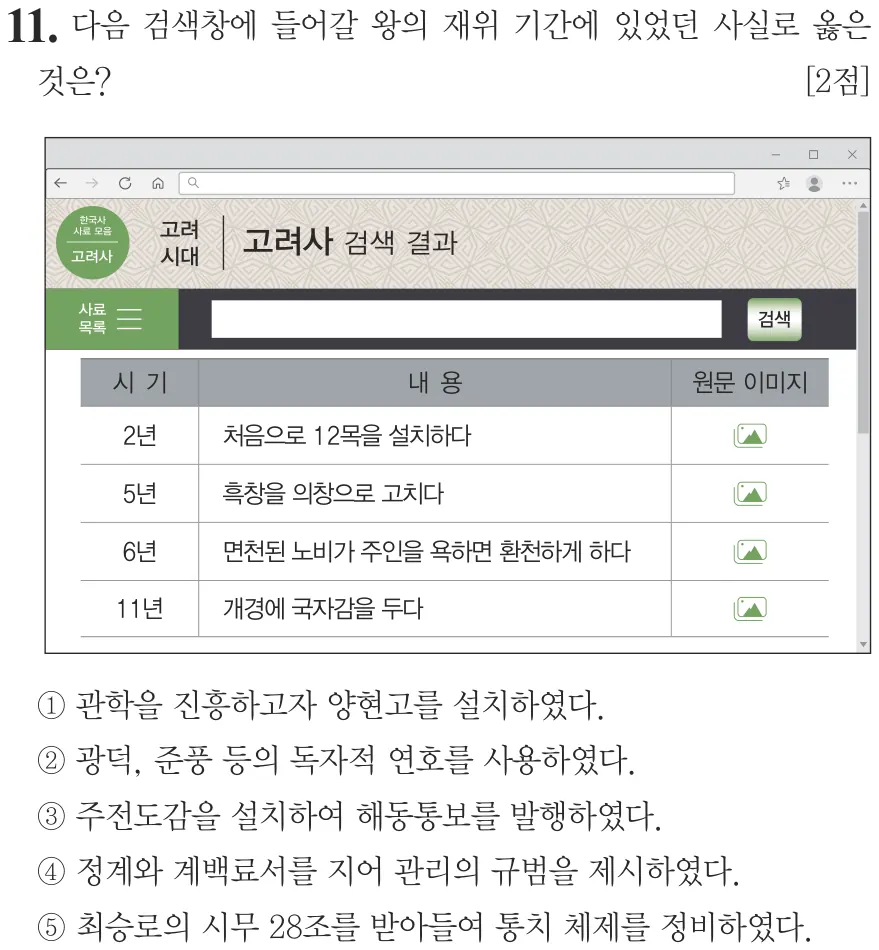 11. 다음 검색창에 들어갈 왕의 재위 기간에 있었던 사실로 옳은
것은? [2점]
한국사
사료 모음
고려사
고려
시대
고려사 검색 결과
사료
목록
검색
시 기 내 용 원문 이미지
2년 처음으로 12목을 설치하다
5년 흑창을 의창으로 고치다
6년 면천된 노비가 주인을 욕하면 환천하게 하다
11년 개경에 국자감을 두다
① 관학을 진흥하고자 양현고를 설치하였다.
② 광덕, 준풍 등의 독자적 연호를 사용하였다.
③ 주전도감을 설치하여 해동통보를 발행하였다.
④ 정계와 계백료서를 지어 관리의 규범을 제시하였다.
⑤ 최승로의 시무 28조를 받아들여 통치 체제를 정비하였다.